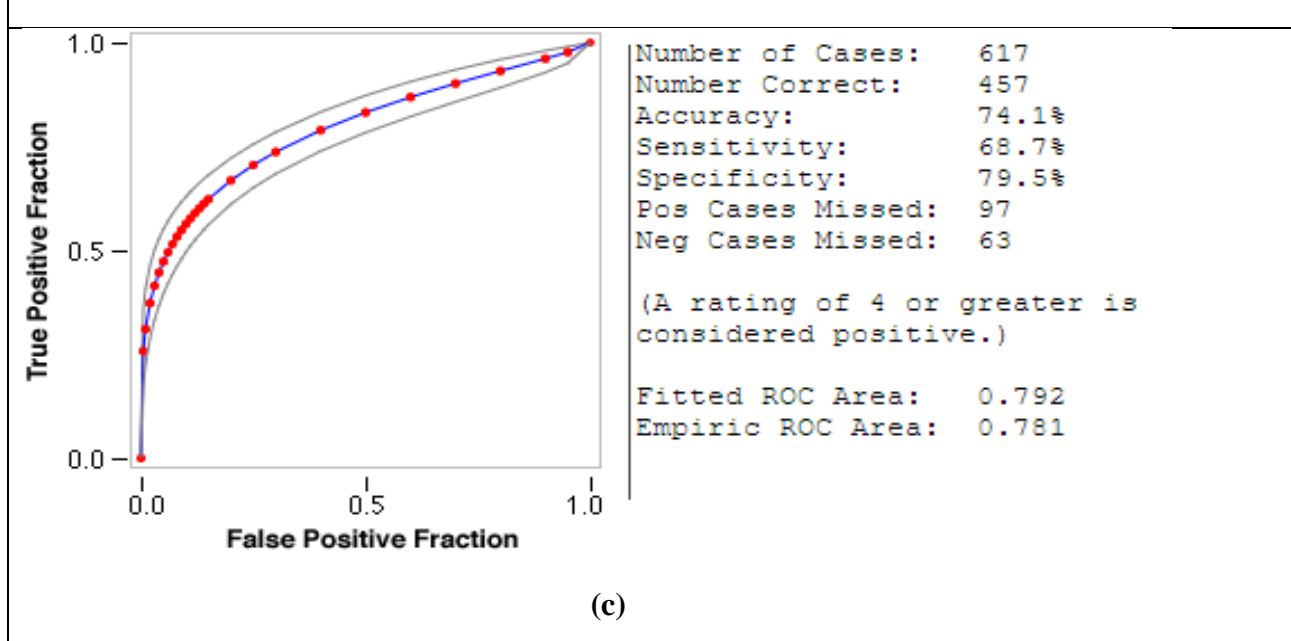 1.0
0.5
0.0
True Positive Fraction
0.0 0.5 1.0
False Positive Fraction
Number of Cases: 617
Number Correct: 457
Accuracy: 74.1%
Sensitivity: 68.7%
Specificity: 79.5%
Pos Cases Missed: 97
Neg Cases Missed: 63
(A rating of 4 or greater is
considered positive.)
Fitted ROC Area: 0.792
Empiric ROC Area: 0.781
(c)